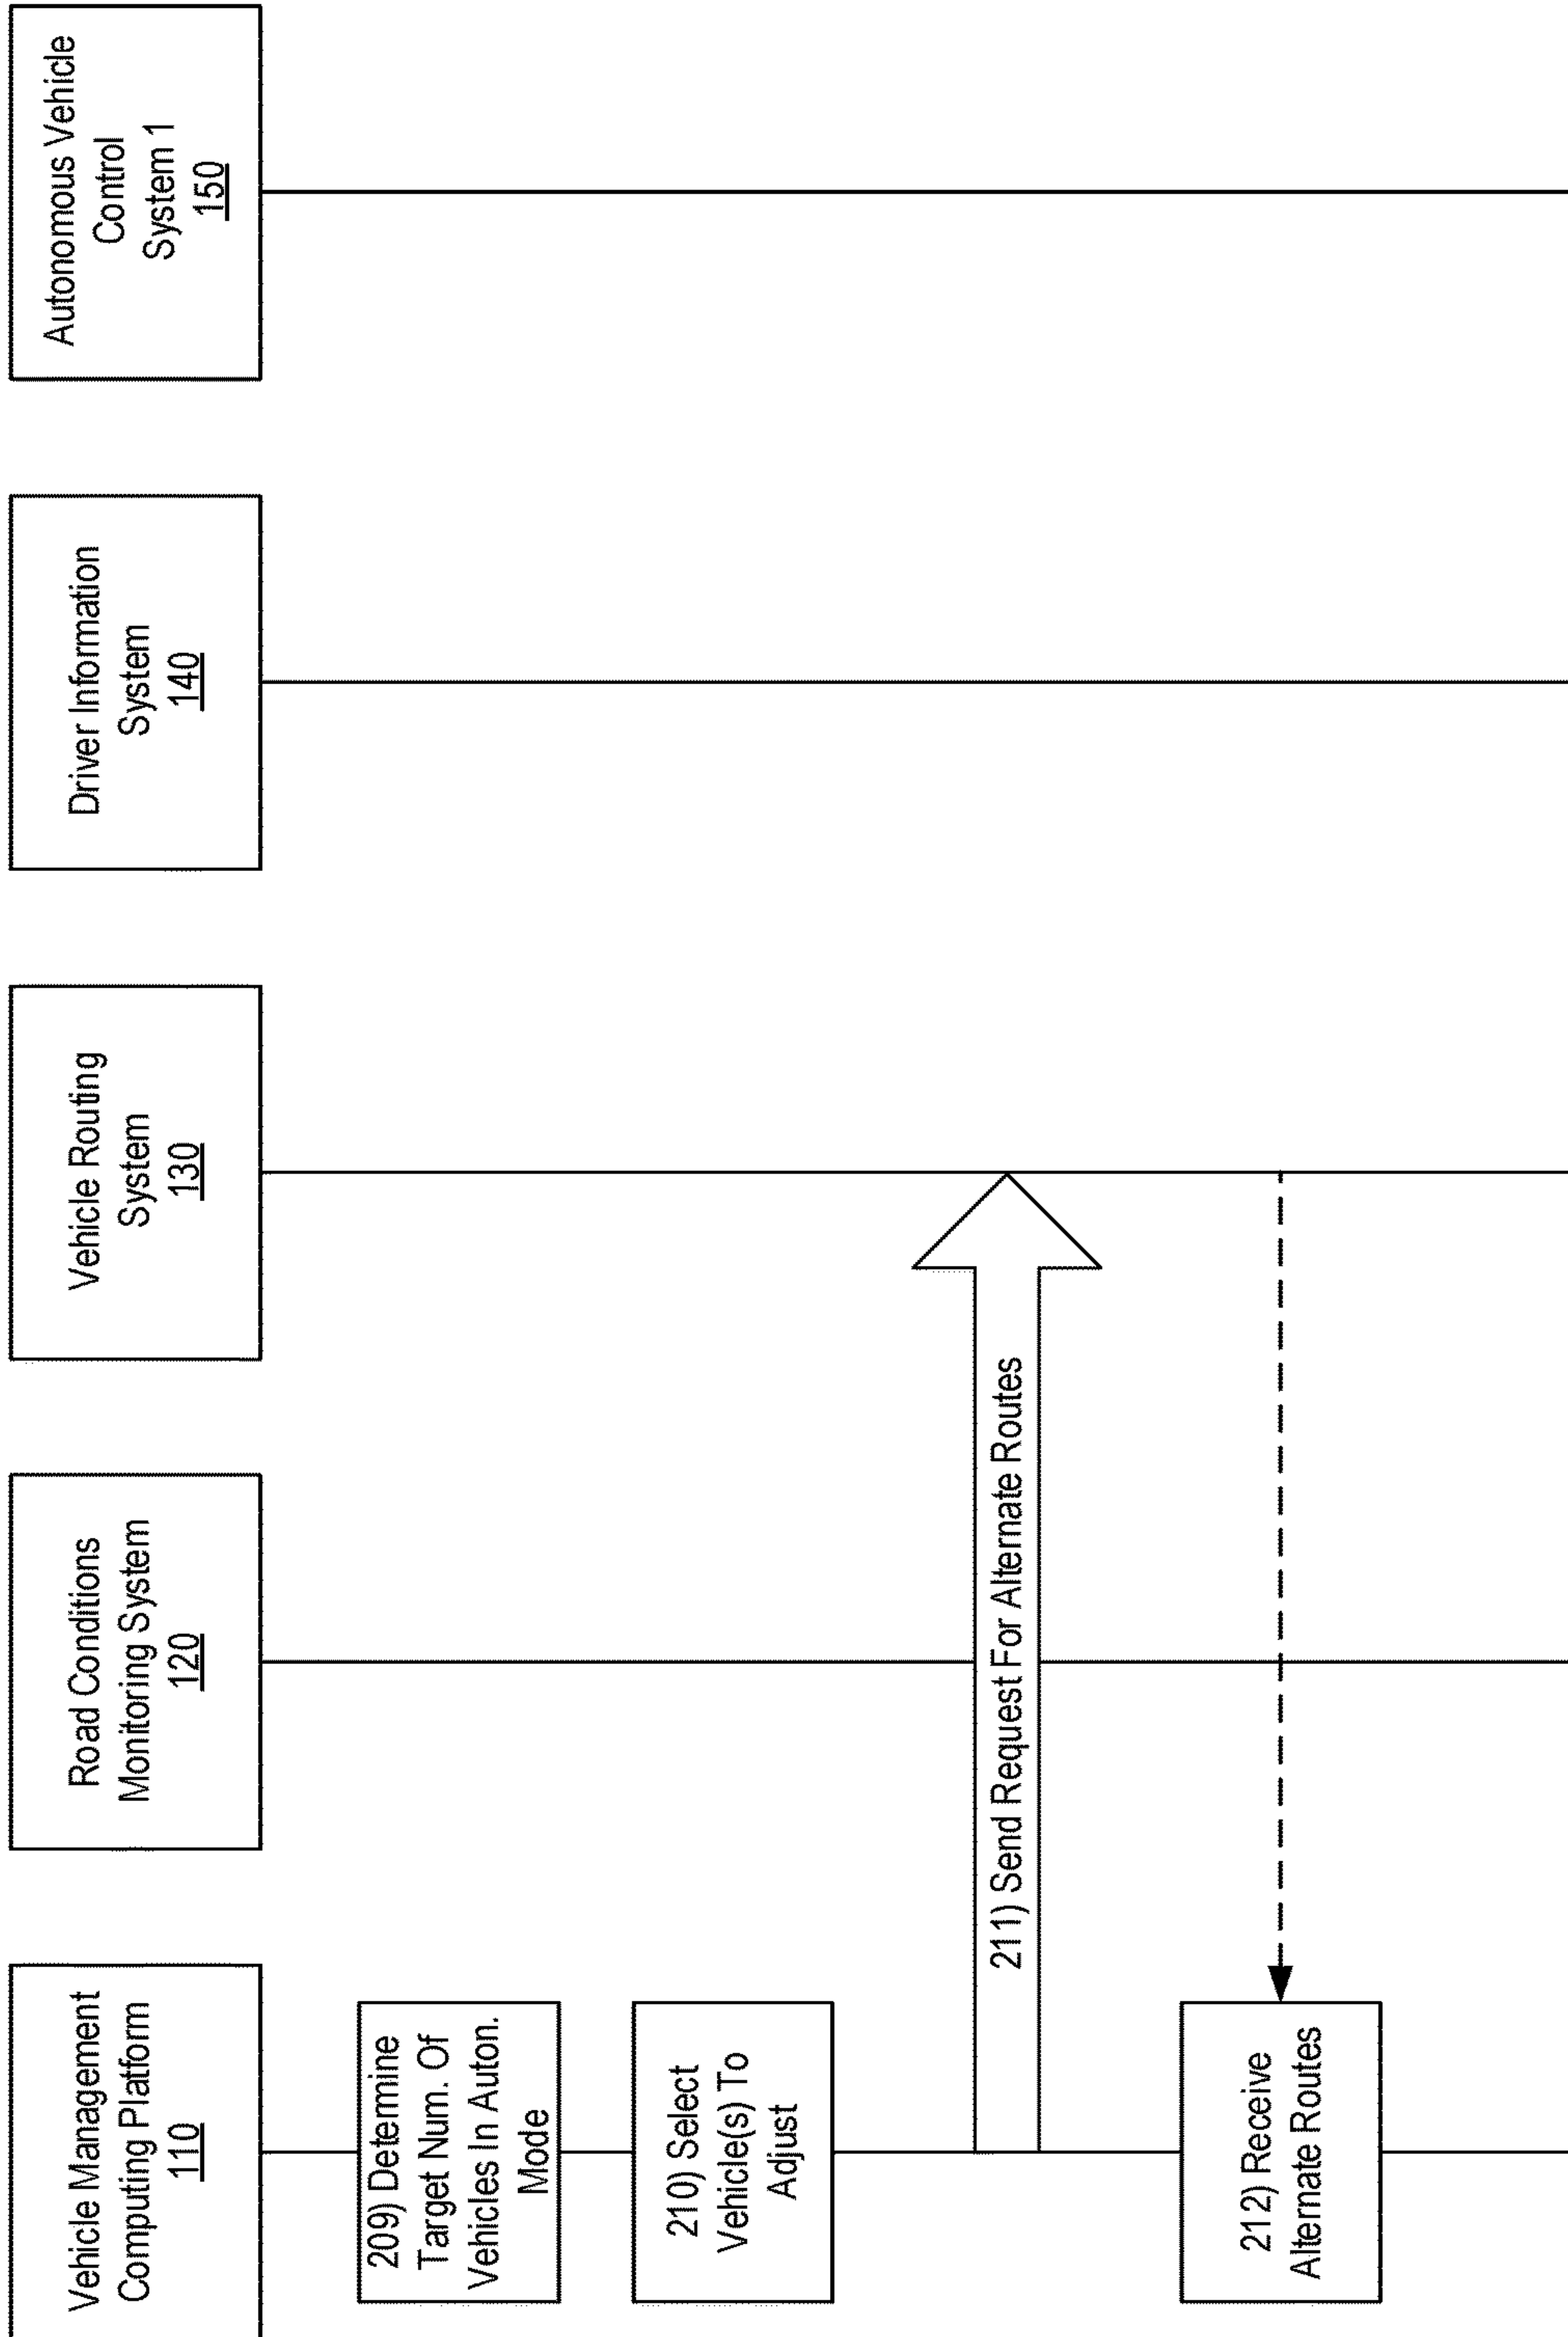 Vehicle Management
Computing Platform
110
Road Conditions
Monitoring System
120
Vehicle Routing
System
130
Driver Information
System
140
Autonomous Vehicle
Control
System 1
150
209) Determine
Target Num. Of
Vehicles In Auton.
Mode
210) Select
Vehicle(s) To
Adjust
211) Send Request For Alternate Routes
212) Receive
Alternate Routes